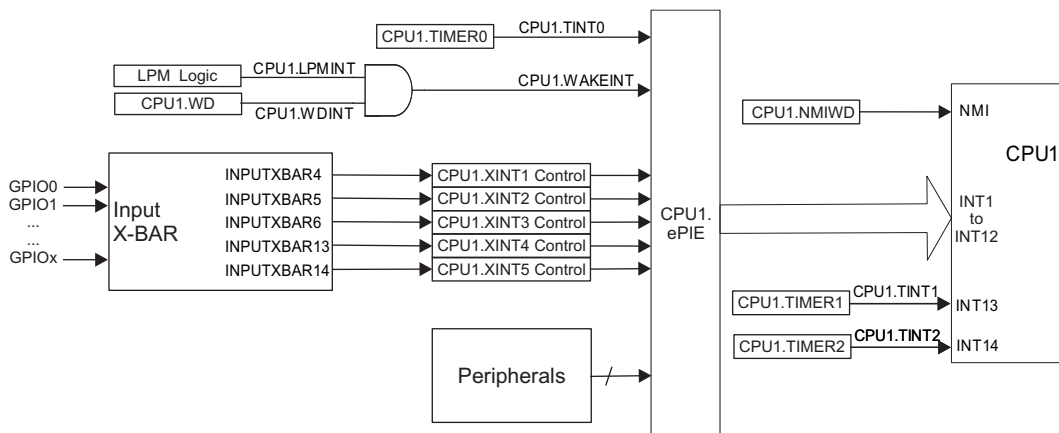 CPU1.TIMER0
CPU1.TINT0
LPM Logic
CPU1.LPMINT
CPU1.WD
CPU1.WDINT
CPU1.WAKEINT
GPIO0
GPIO1
...
...
GPIOx
Input
X-BAR
INPUTXBAR4
INPUTXBAR5
INPUTXBAR6
INPUTXBAR13
INPUTXBAR14
CPU1.XINT1 Control
CPU1.XINT2 Control
CPU1.XINT3 Control
CPU1.XINT4 Control
CPU1.XINT5 Control
Peripherals
CPU1.
ePIE
CPU1.NMIWD
NMI
CPU1
INT1
to
INT12
CPU1.TIMER1
CPU1.TINT1
INT13
CPU1.TIMER2
CPU1.TINT2
INT14